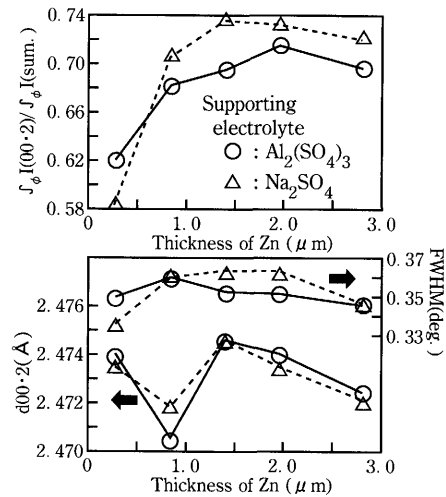 0.74
0.70
0.66
0.62
0.58
∫ϕ I(00·2)/∫ϕ I(sum.)
Supporting
electrolyte
: Al₂(SO₄)₃
: Na₂SO₄
0 1.0 2.0 3.0
Thickness of Zn (μm)
2.476
2.474
2.472
2.470
d00·2(Å)
0.37
0.35
0.33
FWHM(deg.)
0 1.0 2.0 3.0
Thickness of Zn (μm)